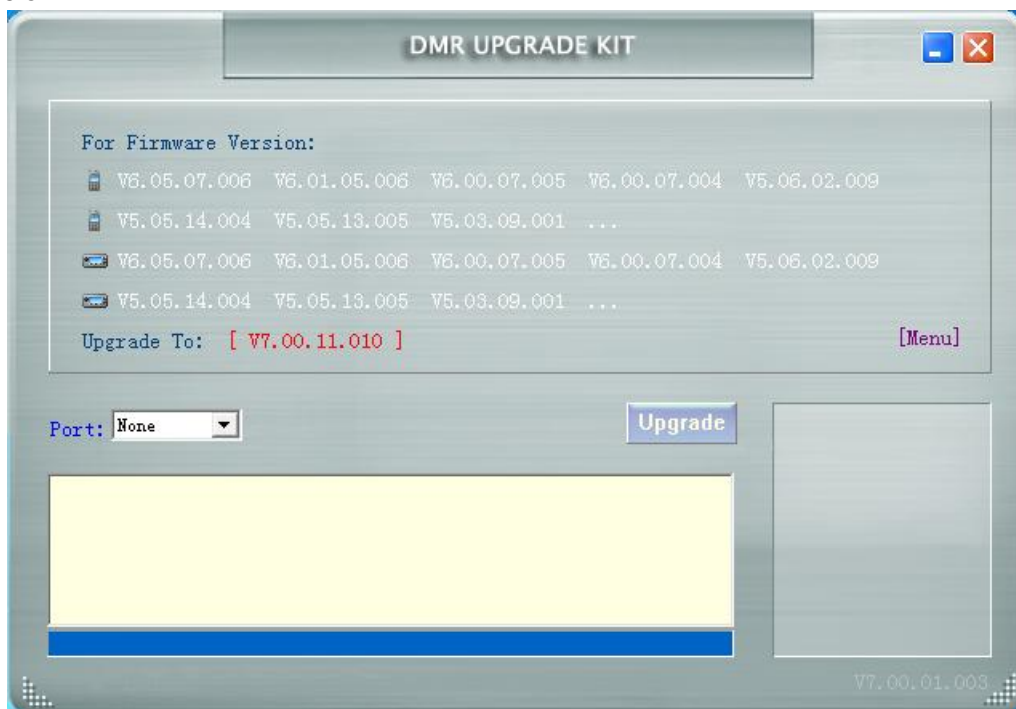 DMR UPGRADE KIT
For Firmware Version:
V6.05.07.006 V6.01.05.006 V6.00.07.005 V6.00.07.004 V5.06.02.009
V5.05.14.004 V5.05.13.005 V5.03.09.001 ...
V6.05.07.006 V6.01.05.006 V6.00.07.005 V6.00.07.004 V5.06.02.009
V5.05.14.004 V5.05.13.005 V5.03.09.001 ...
Upgrade To: [ V7.00.11.010 ] [Menu]
Port: None Upgrade
V7.00.01.003